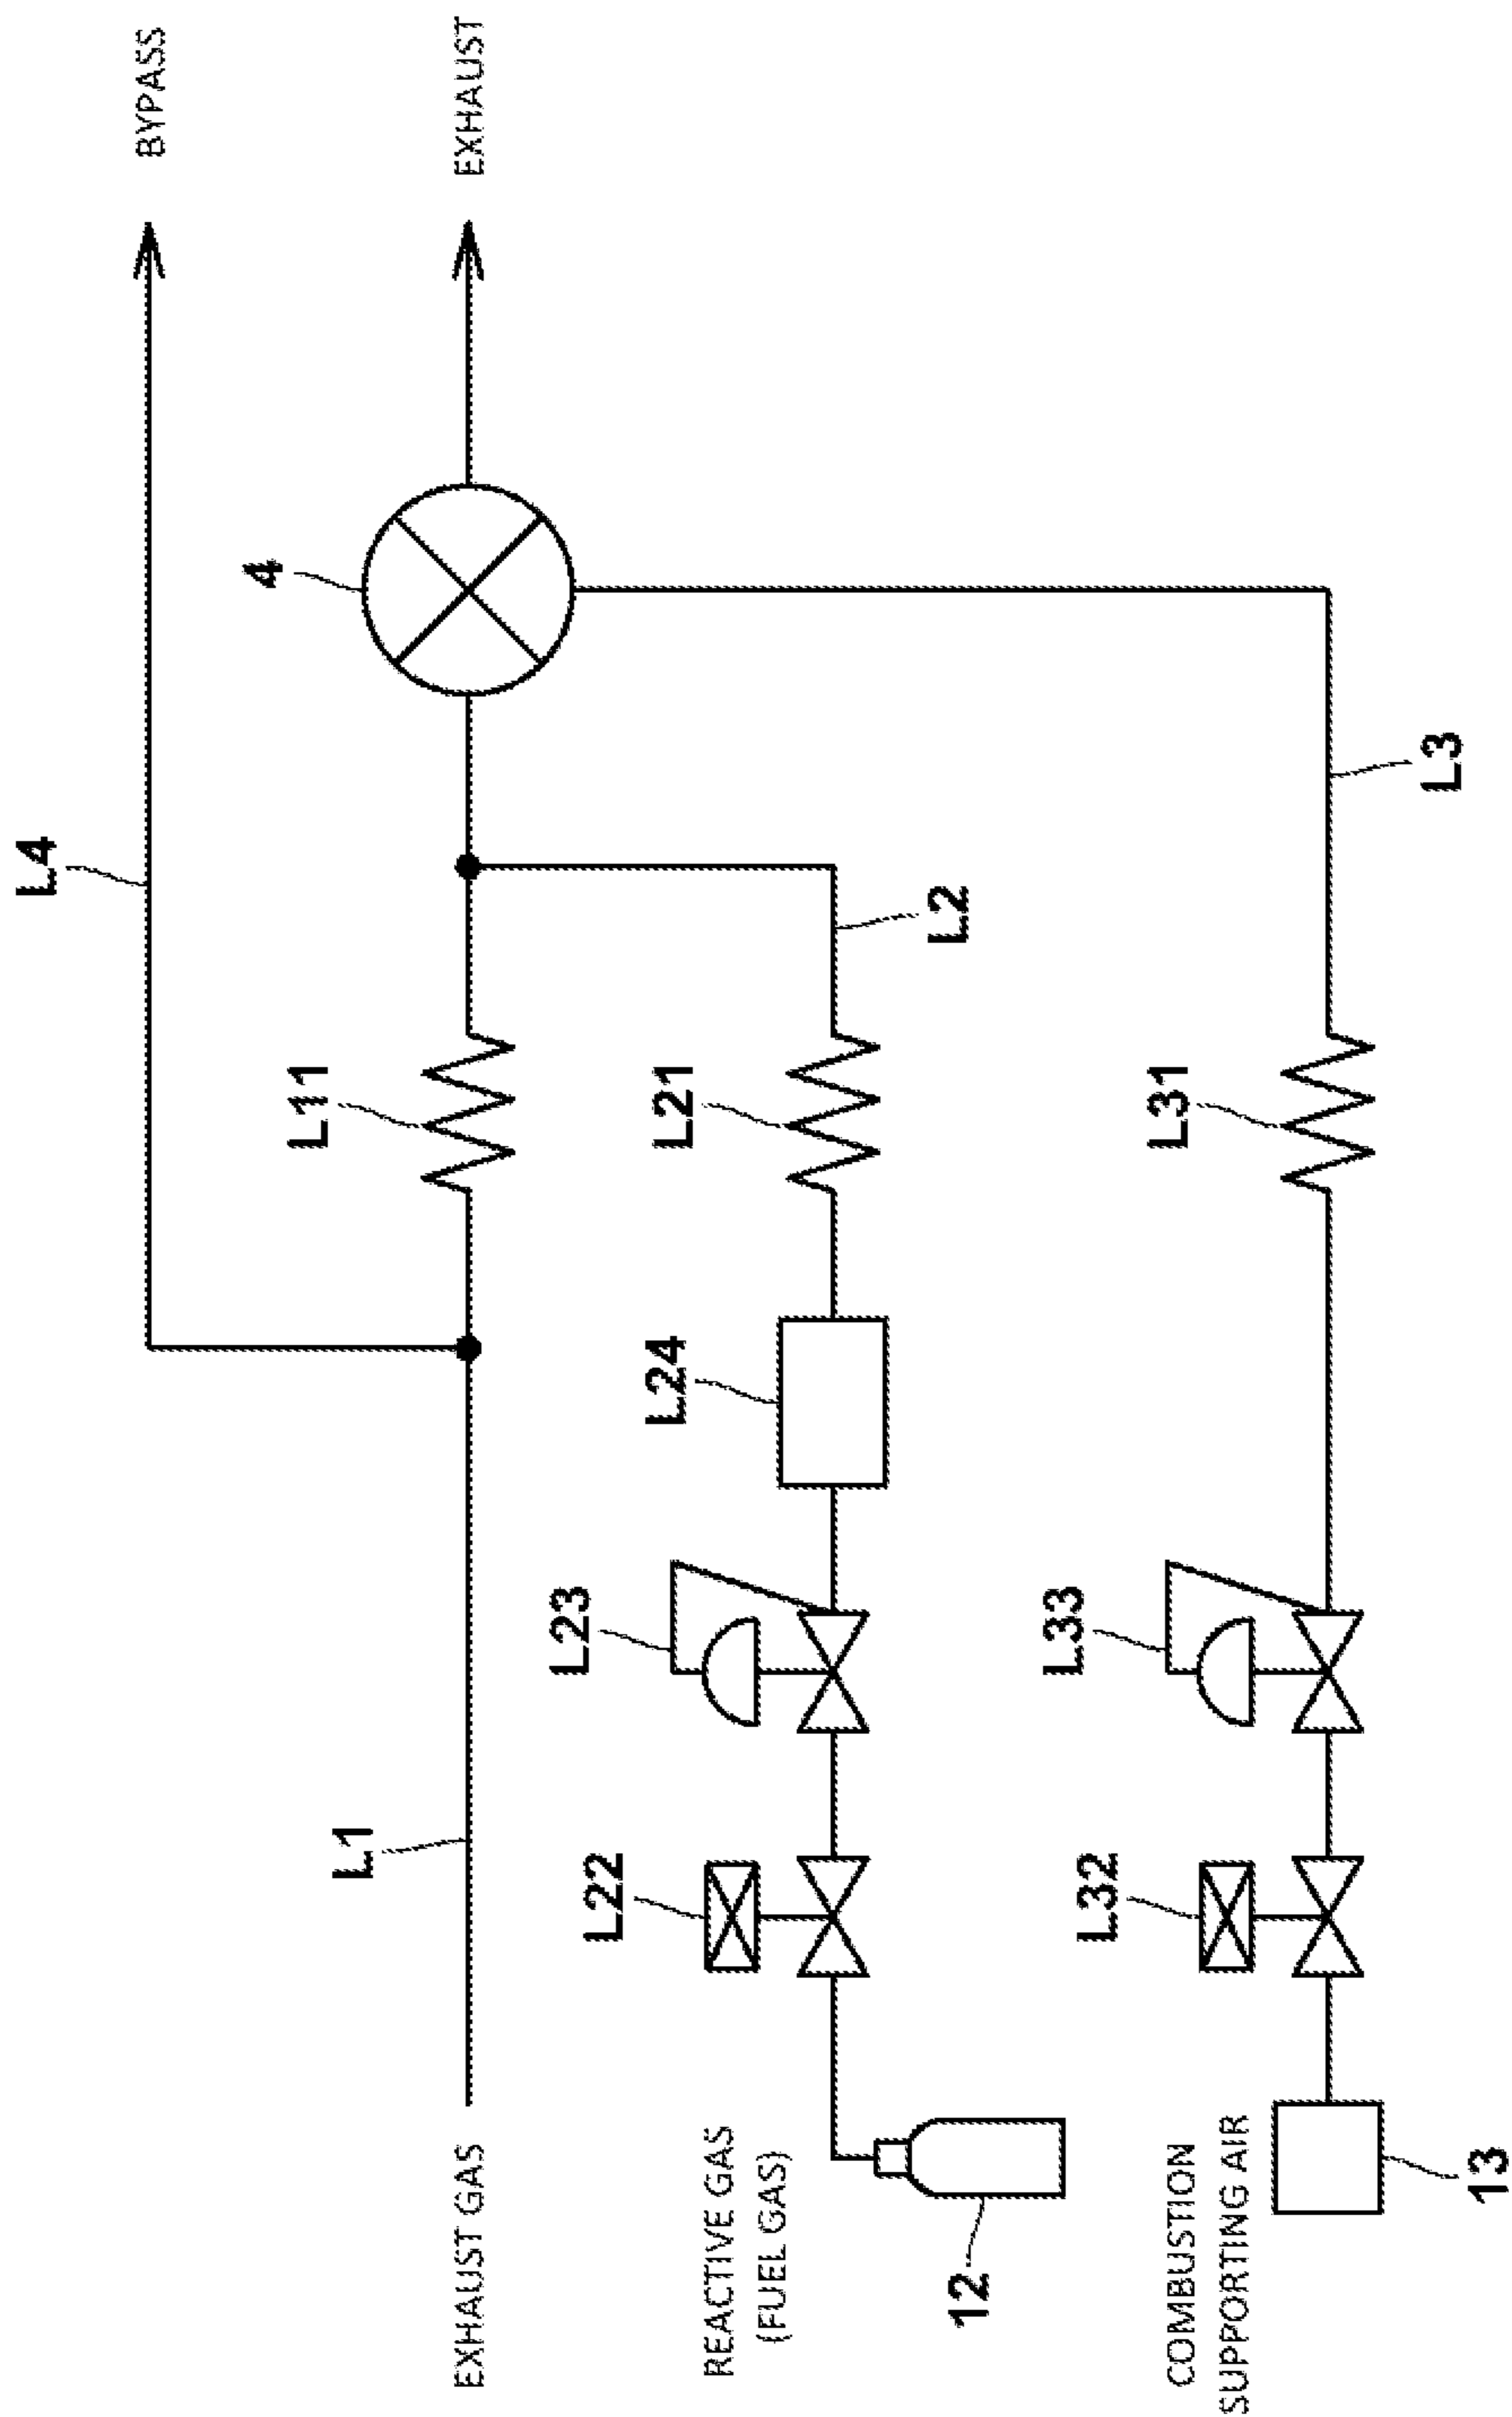 BYPASS
L4
4
EXHAUST
L11
L1
EXHAUST GAS
L21
L2
L24
L23
L22
REACTIVE GAS
(FUEL GAS)
12
L31
L3
L33
L32
COMBUSTION
SUPPORTING AIR
13